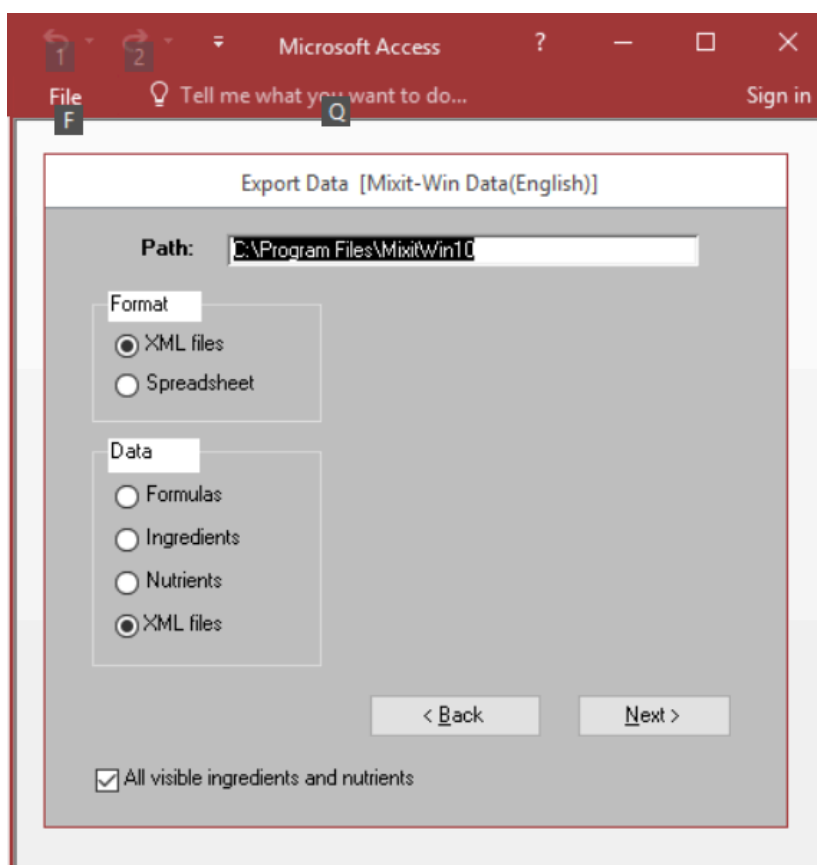 1 2 Microsoft Access ?
File Tell me what you want to do... Sign in
F Q
Export Data [Mixit-Win Data(English)]
Path: C:\Program Files\MixitWin10
Format
XML files
Spreadsheet
Data
Formulas
Ingredients
Nutrients
XML files
< Back Next >
All visible ingredients and nutrients